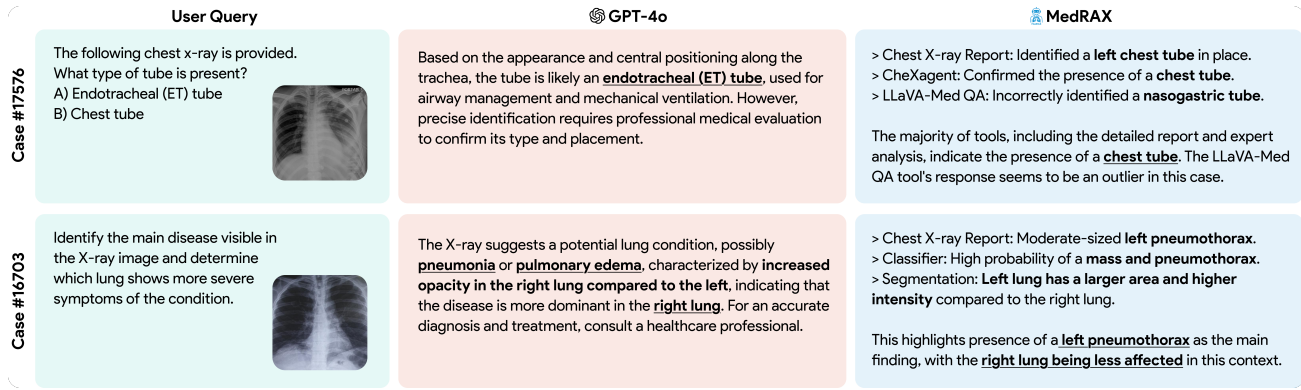 User Query
GPT-4o
MedRAX
Case #17576
The following chest x-ray is provided.
What type of tube is present?
A) Endotracheal (ET) tube
B) Chest tube
Based on the appearance and central positioning along the
trachea, the tube is likely an endotracheal (ET) tube, used for
airway management and mechanical ventilation. However,
precise identification requires professional medical evaluation
to confirm its type and placement.
> Chest X-ray Report: Identified a left chest tube in place.
> CheXagent: Confirmed the presence of a chest tube.
> LLaVA-Med QA: Incorrectly identified a nasogastric tube.
The majority of tools, including the detailed report and expert
analysis, indicate the presence of a chest tube. The LLaVA-Med
QA tool's response seems to be an outlier in this case.
Case #16703
Identify the main disease visible in
the X-ray image and determine
which lung shows more severe
symptoms of the condition.
The X-ray suggests a potential lung condition, possibly
pneumonia or pulmonary edema, characterized by increased
opacity in the right lung compared to the left, indicating that
the disease is more dominant in the right lung. For an accurate
diagnosis and treatment, consult a healthcare professional.
> Chest X-ray Report: Moderate-sized left pneumothorax.
> Classifier: High probability of a mass and pneumothorax.
> Segmentation: Left lung has a larger area and higher
intensity compared to the right lung.
This highlights presence of a left pneumothorax as the main
finding, with the right lung being less affected in this context.